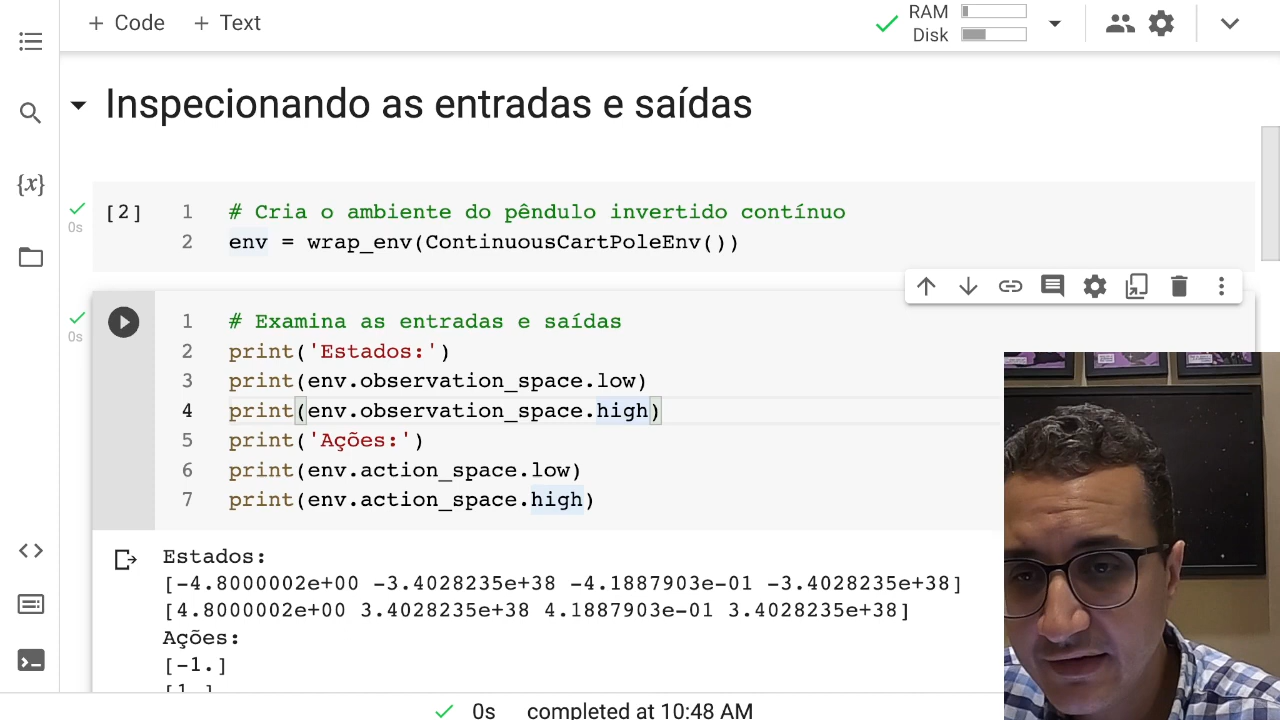 + Code + Text
RAM
Disk
Inspecionando as entradas e saídas
{x}
0s
[2]
1 # Cria o ambiente do pêndulo invertido contínuo
2 env = wrap_env(ContinuousCartPoleEnv())
0s
1 # Examina as entradas e saídas
2 print('Estados:')
3 print(env.observation_space.low)
4 print(env.observation_space.high)
5 print('Ações:')
6 print(env.action_space.low)
7 print(env.action_space.high)
Estados:
[-4.8000002e+00 -3.4028235e+38 -4.1887903e-01 -3.4028235e+38]
[4.8000002e+00 3.4028235e+38 4.1887903e-01 3.4028235e+38]
Ações:
[-1.]
[1.]
0s completed at 10:48 AM